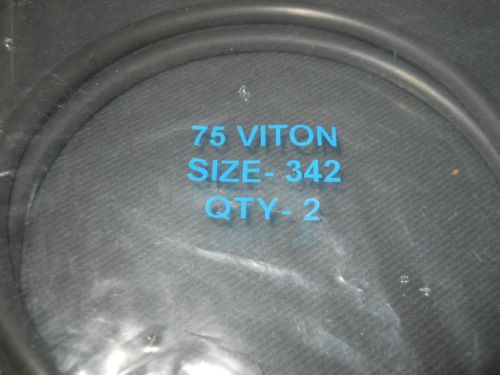 75 VITON
SIZE- 342
QTY- 2